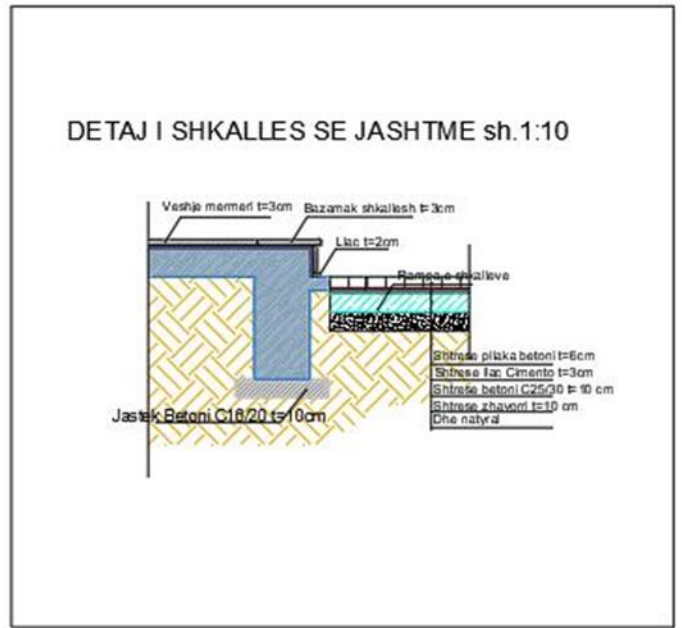 DETAJ I SHKALLES SE JASHTME sh.1:10
Veshje mermeri t=3cm
Bazamak shkallesh t=3cm
Llac t=2cm
Rampa e shkalleve
Shtrese pllaka betoni t=6cm
Shtrese llac Cimento t=3cm
Shtrese betoni C25/30 t=10 cm
Shtrese zhavorri t=10 cm
Dhe natyral
Jastek Betoni C16/20 t=10cm